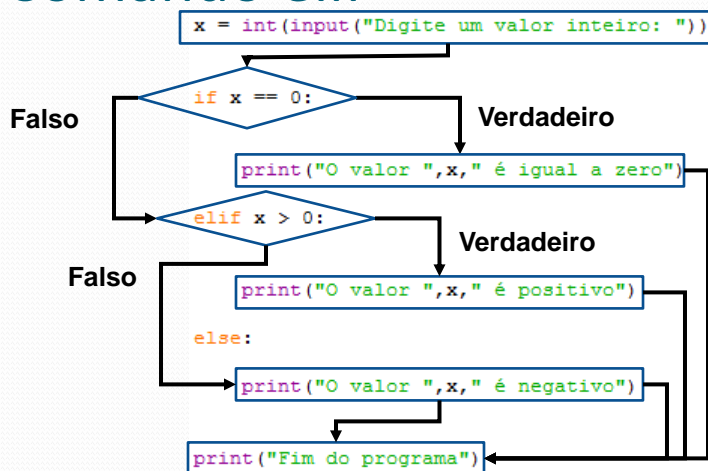 x = int(input("Digite um valor inteiro: "))
if x == 0:
Falso
Verdadeiro
print("O valor ",x," é igual a zero")
elif x > 0:
Verdadeiro
Falso
print("O valor ",x," é positivo")
else:
print("O valor ",x," é negativo")
print("Fim do programa")